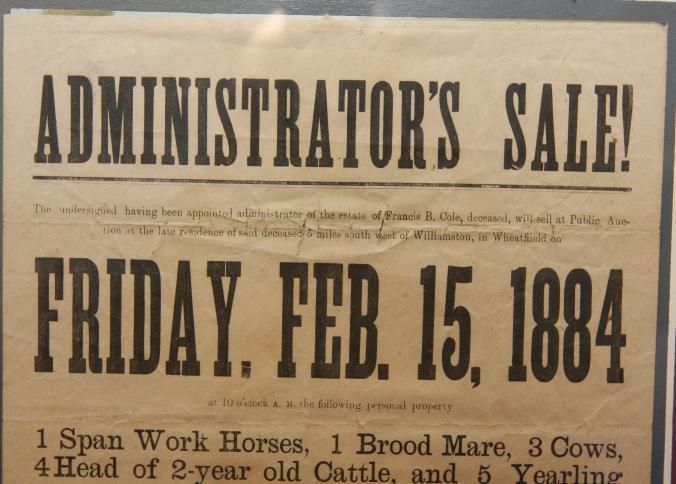 ADMINISTRATOR'S SALE!
The undersigned having been appointed administrator of the estate of Francis B. Cole, deceased, will sell at Public Auc-
tion at the late residence of said deceased 5 miles south west of Williamston, in Wheatfield on
FRIDAY, FEB. 15, 1884
at 10 o'clock A. M. the following personal property
1 Span Work Horses, 1 Brood Mare, 3 Cows,
4 Head of 2-year old Cattle, and 5 Yearling